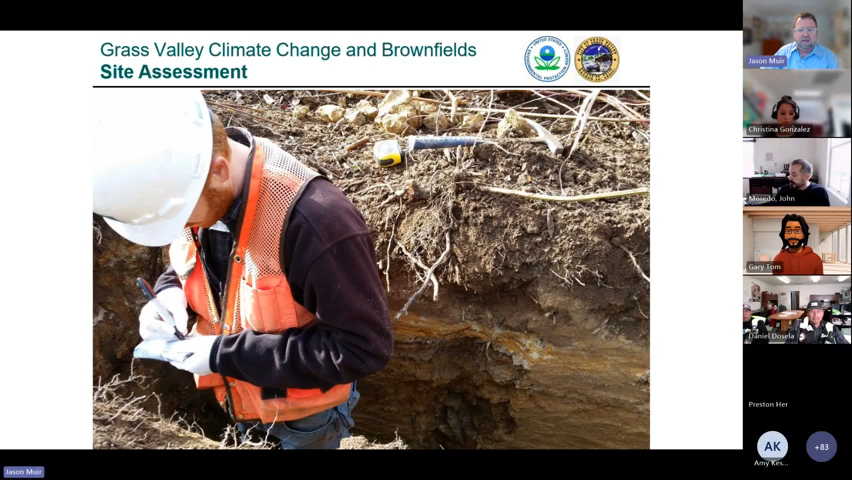 Grass Valley Climate Change and Brownfields
Site Assessment
Jason Muir
Christina Gonzalez
Moredo, John
Gary Tom
Daniel Dosela
Preston Her
AK
+83
Amy Kes...
Jason Muir